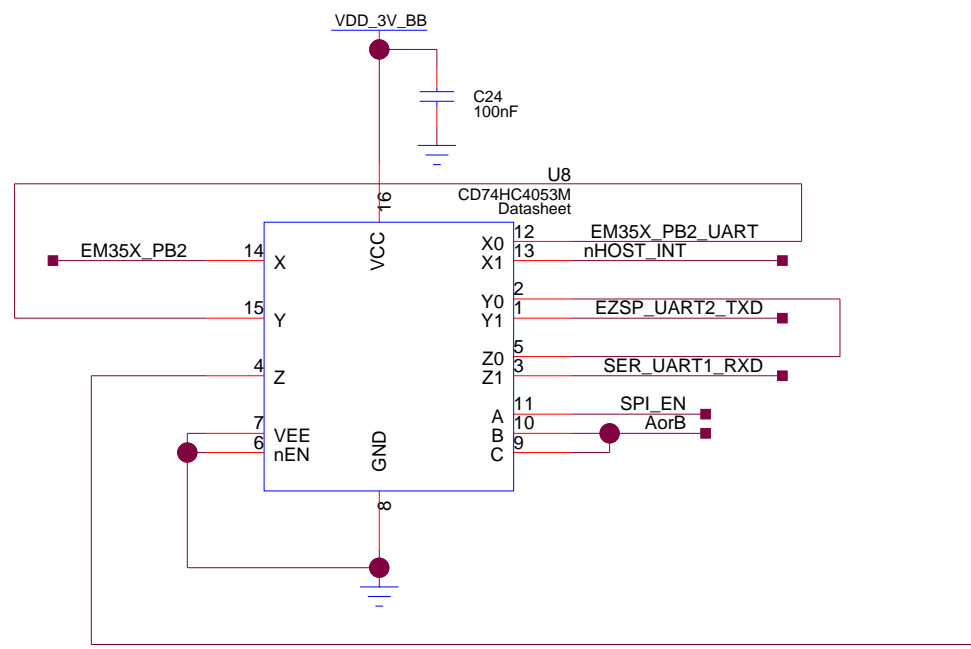 VDD_3V_BB
C24
100nF
U8
CD74HC4053M
Datasheet
16
VCC
EM35X_PB2
14
X
15
Y
4
Z
7
VEE
6
nEN
GND
8
X0
12
EM35X_PB2_UART
X1
13
nHOST_INT
Y0
2
Y1
1
EZSP_UART2_TXD
Z0
5
Z1
3
SER_UART1_RXD
A
11
SPI_EN
B
10
AorB
C
9